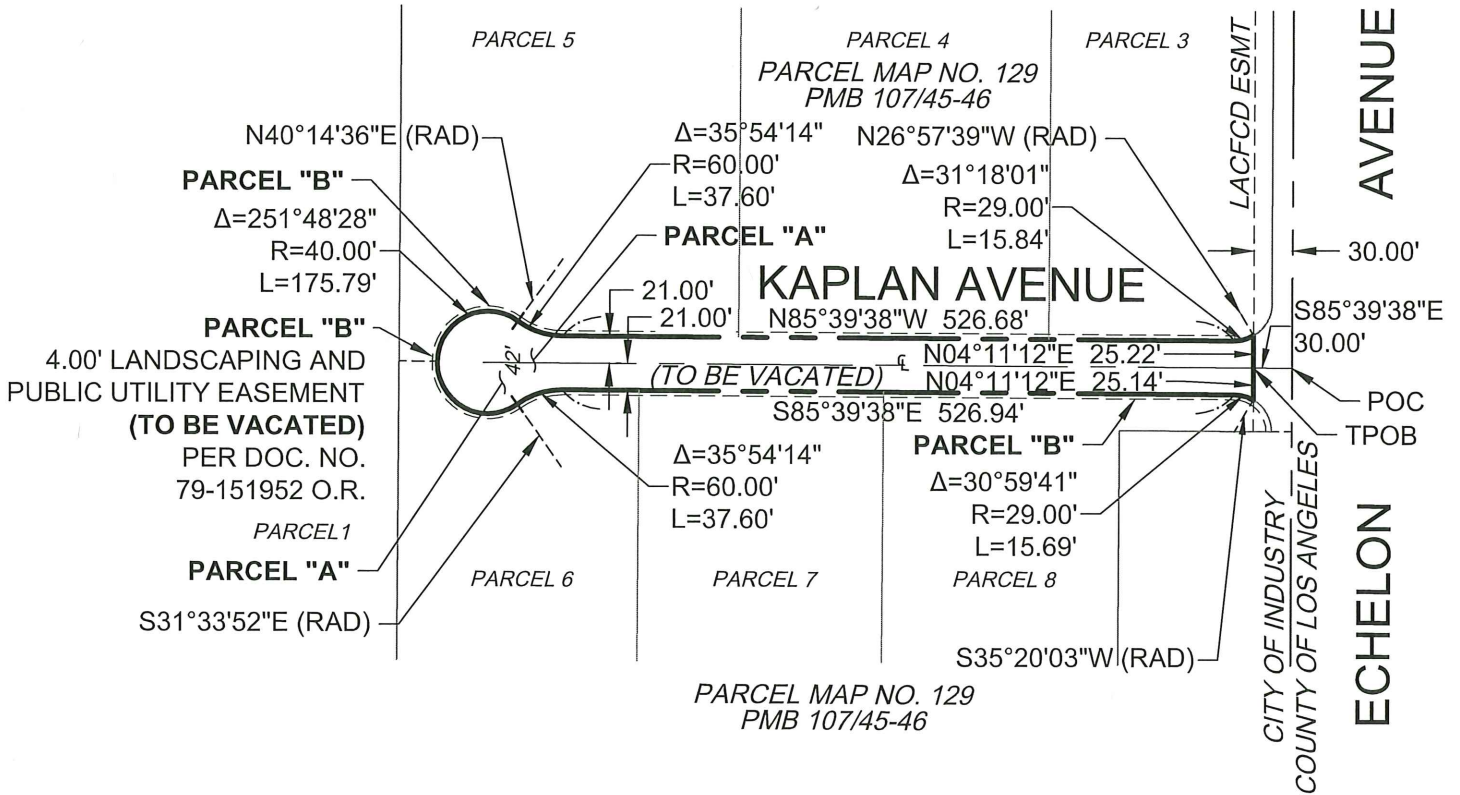 PARCEL 5
PARCEL 4
PARCEL 3
PARCEL MAP NO. 129
PMB 107/45-46
LACFCD ESMT
AVENUE
N40°14'36"E (RAD)
PARCEL "B"
Δ=251°48'28"
R=40.00'
L=175.79'
Δ=35°54'14"
R=60.00'
L=37.60'
PARCEL "A"
N26°57'39"W (RAD)
Δ=31°18'01"
R=29.00'
L=15.84'
30.00'
KAPLAN AVENUE
21.00'
21.00'
N85°39'38"W 526.68'
S85°39'38"E
30.00'
PARCEL "B"
4.00' LANDSCAPING AND
PUBLIC UTILITY EASEMENT
(TO BE VACATED)
PER DOC. NO.
79-151952 O.R.
42'
(TO BE VACATED)
℄
N04°11'12"E 25.22'
N04°11'12"E 25.14'
S85°39'38"E 526.94'
POC
TPOB
PARCEL "B"
Δ=35°54'14"
R=60.00'
L=37.60'
Δ=30°59'41"
R=29.00'
L=15.69'
PARCEL1
PARCEL "A"
PARCEL 6
PARCEL 7
PARCEL 8
S31°33'52"E (RAD)
S35°20'03"W (RAD)
CITY OF INDUSTRY
COUNTY OF LOS ANGELES
ECHELON
PARCEL MAP NO. 129
PMB 107/45-46